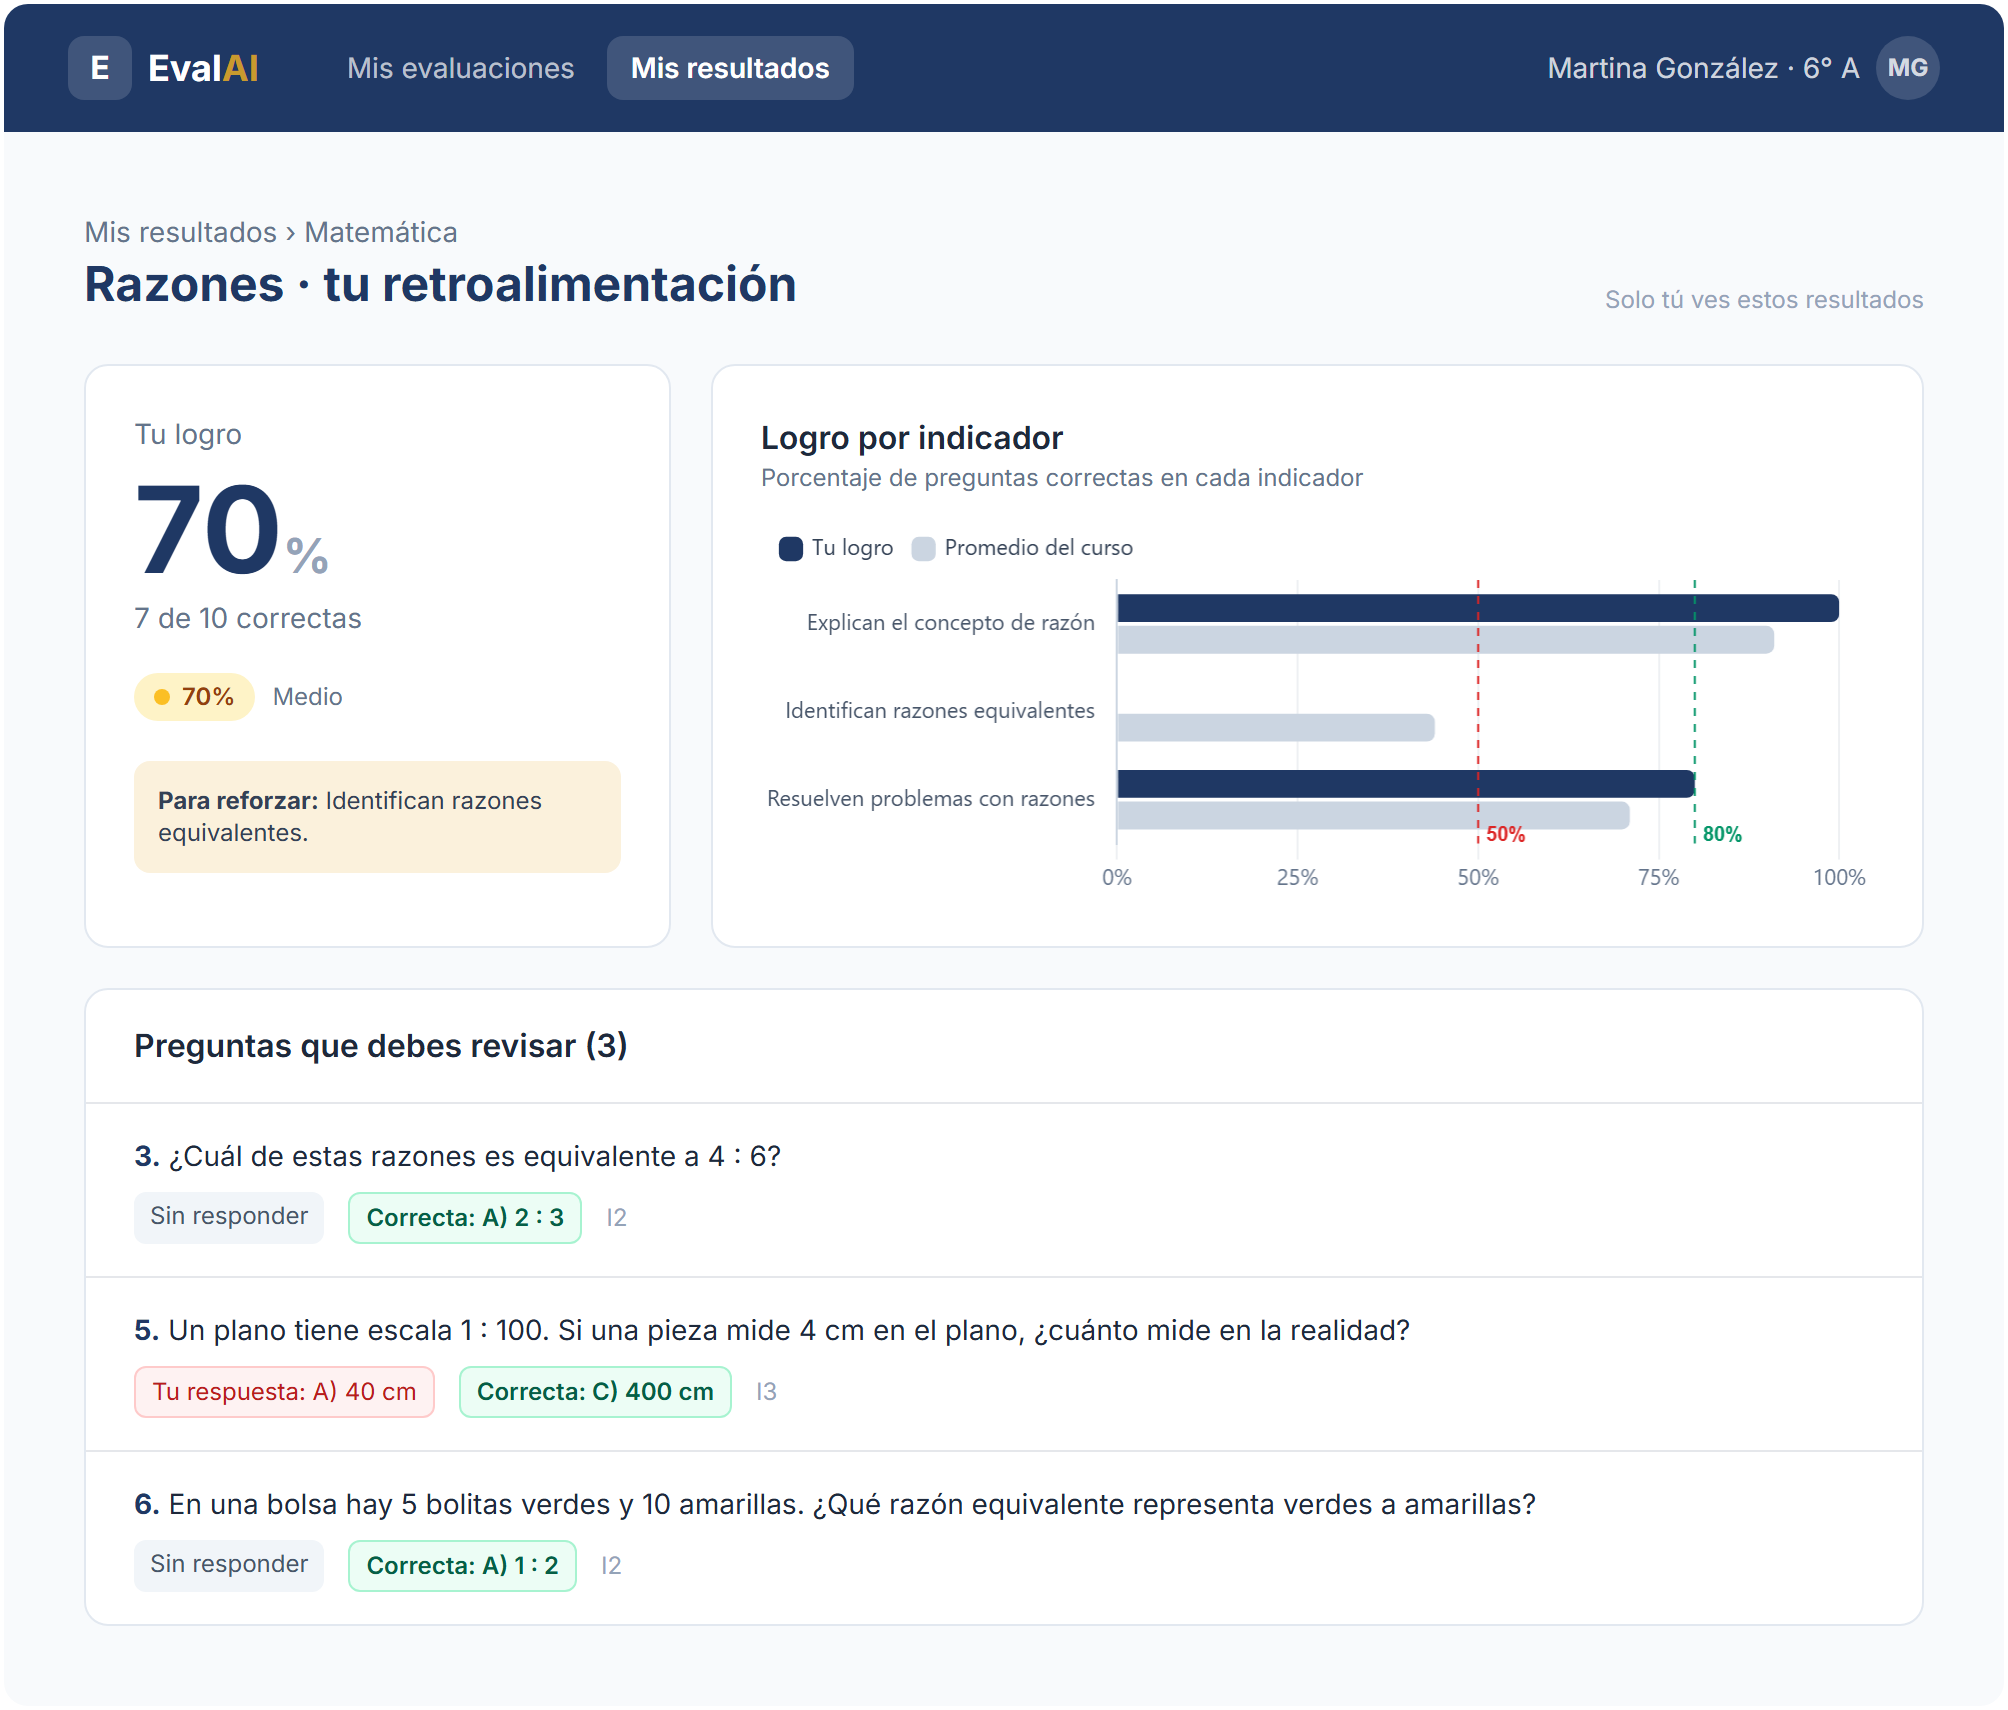 E EvalAI Mis evaluaciones Mis resultados Martina González · 6° A MG
Mis resultados › Matemática
Razones · tu retroalimentación
Solo tú ves estos resultados
Tu logro
70%
7 de 10 correctas
70% Medio
Para reforzar: Identifican razones
equivalentes.
Logro por indicador
Porcentaje de preguntas correctas en cada indicador
Tu logro Promedio del curso
Explican el concepto de razón
Identifican razones equivalentes
Resuelven problemas con razones
50% 80%
0% 25% 50% 75% 100%
Preguntas que debes revisar (3)
3. ¿Cuál de estas razones es equivalente a 4 : 6?
Sin responder Correcta: A) 2 : 3 I2
5. Un plano tiene escala 1 : 100. Si una pieza mide 4 cm en el plano, ¿cuánto mide en la realidad?
Tu respuesta: A) 40 cm Correcta: C) 400 cm I3
6. En una bolsa hay 5 bolitas verdes y 10 amarillas. ¿Qué razón equivalente representa verdes a amarillas?
Sin responder Correcta: A) 1 : 2 I2